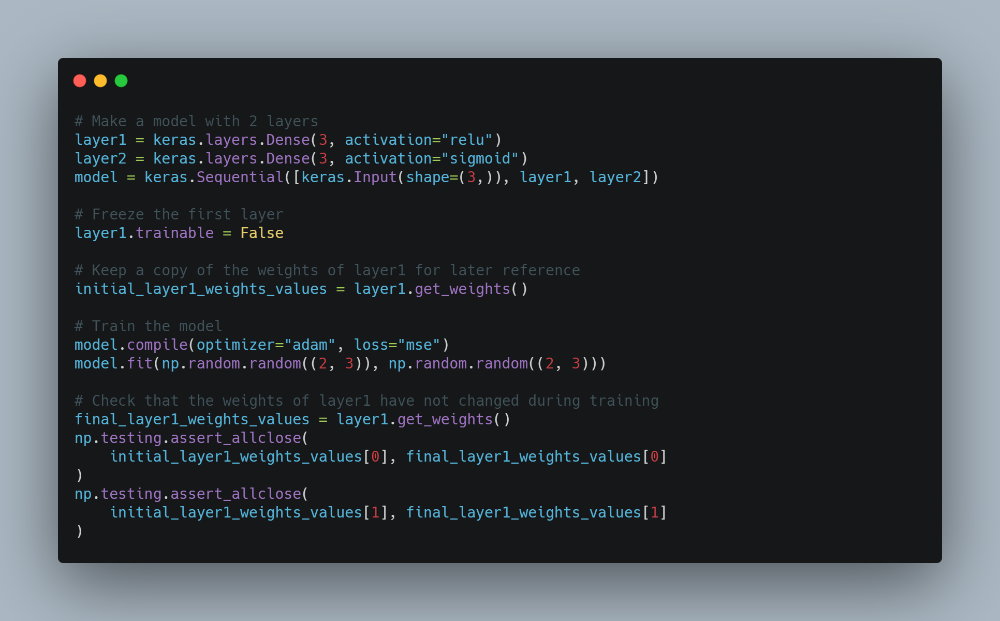 # Make a model with 2 layers
layer1 = keras.layers.Dense(3, activation="relu")
layer2 = keras.layers.Dense(3, activation="sigmoid")
model = keras.Sequential([keras.Input(shape=(3,)), layer1, layer2])

# Freeze the first layer
layer1.trainable = False

# Keep a copy of the weights of layer1 for later reference
initial_layer1_weights_values = layer1.get_weights()

# Train the model
model.compile(optimizer="adam", loss="mse")
model.fit(np.random.random((2, 3)), np.random.random((2, 3)))

# Check that the weights of layer1 have not changed during training
final_layer1_weights_values = layer1.get_weights()
np.testing.assert_allclose(
    initial_layer1_weights_values[0], final_layer1_weights_values[0]
)
np.testing.assert_allclose(
    initial_layer1_weights_values[1], final_layer1_weights_values[1]
)